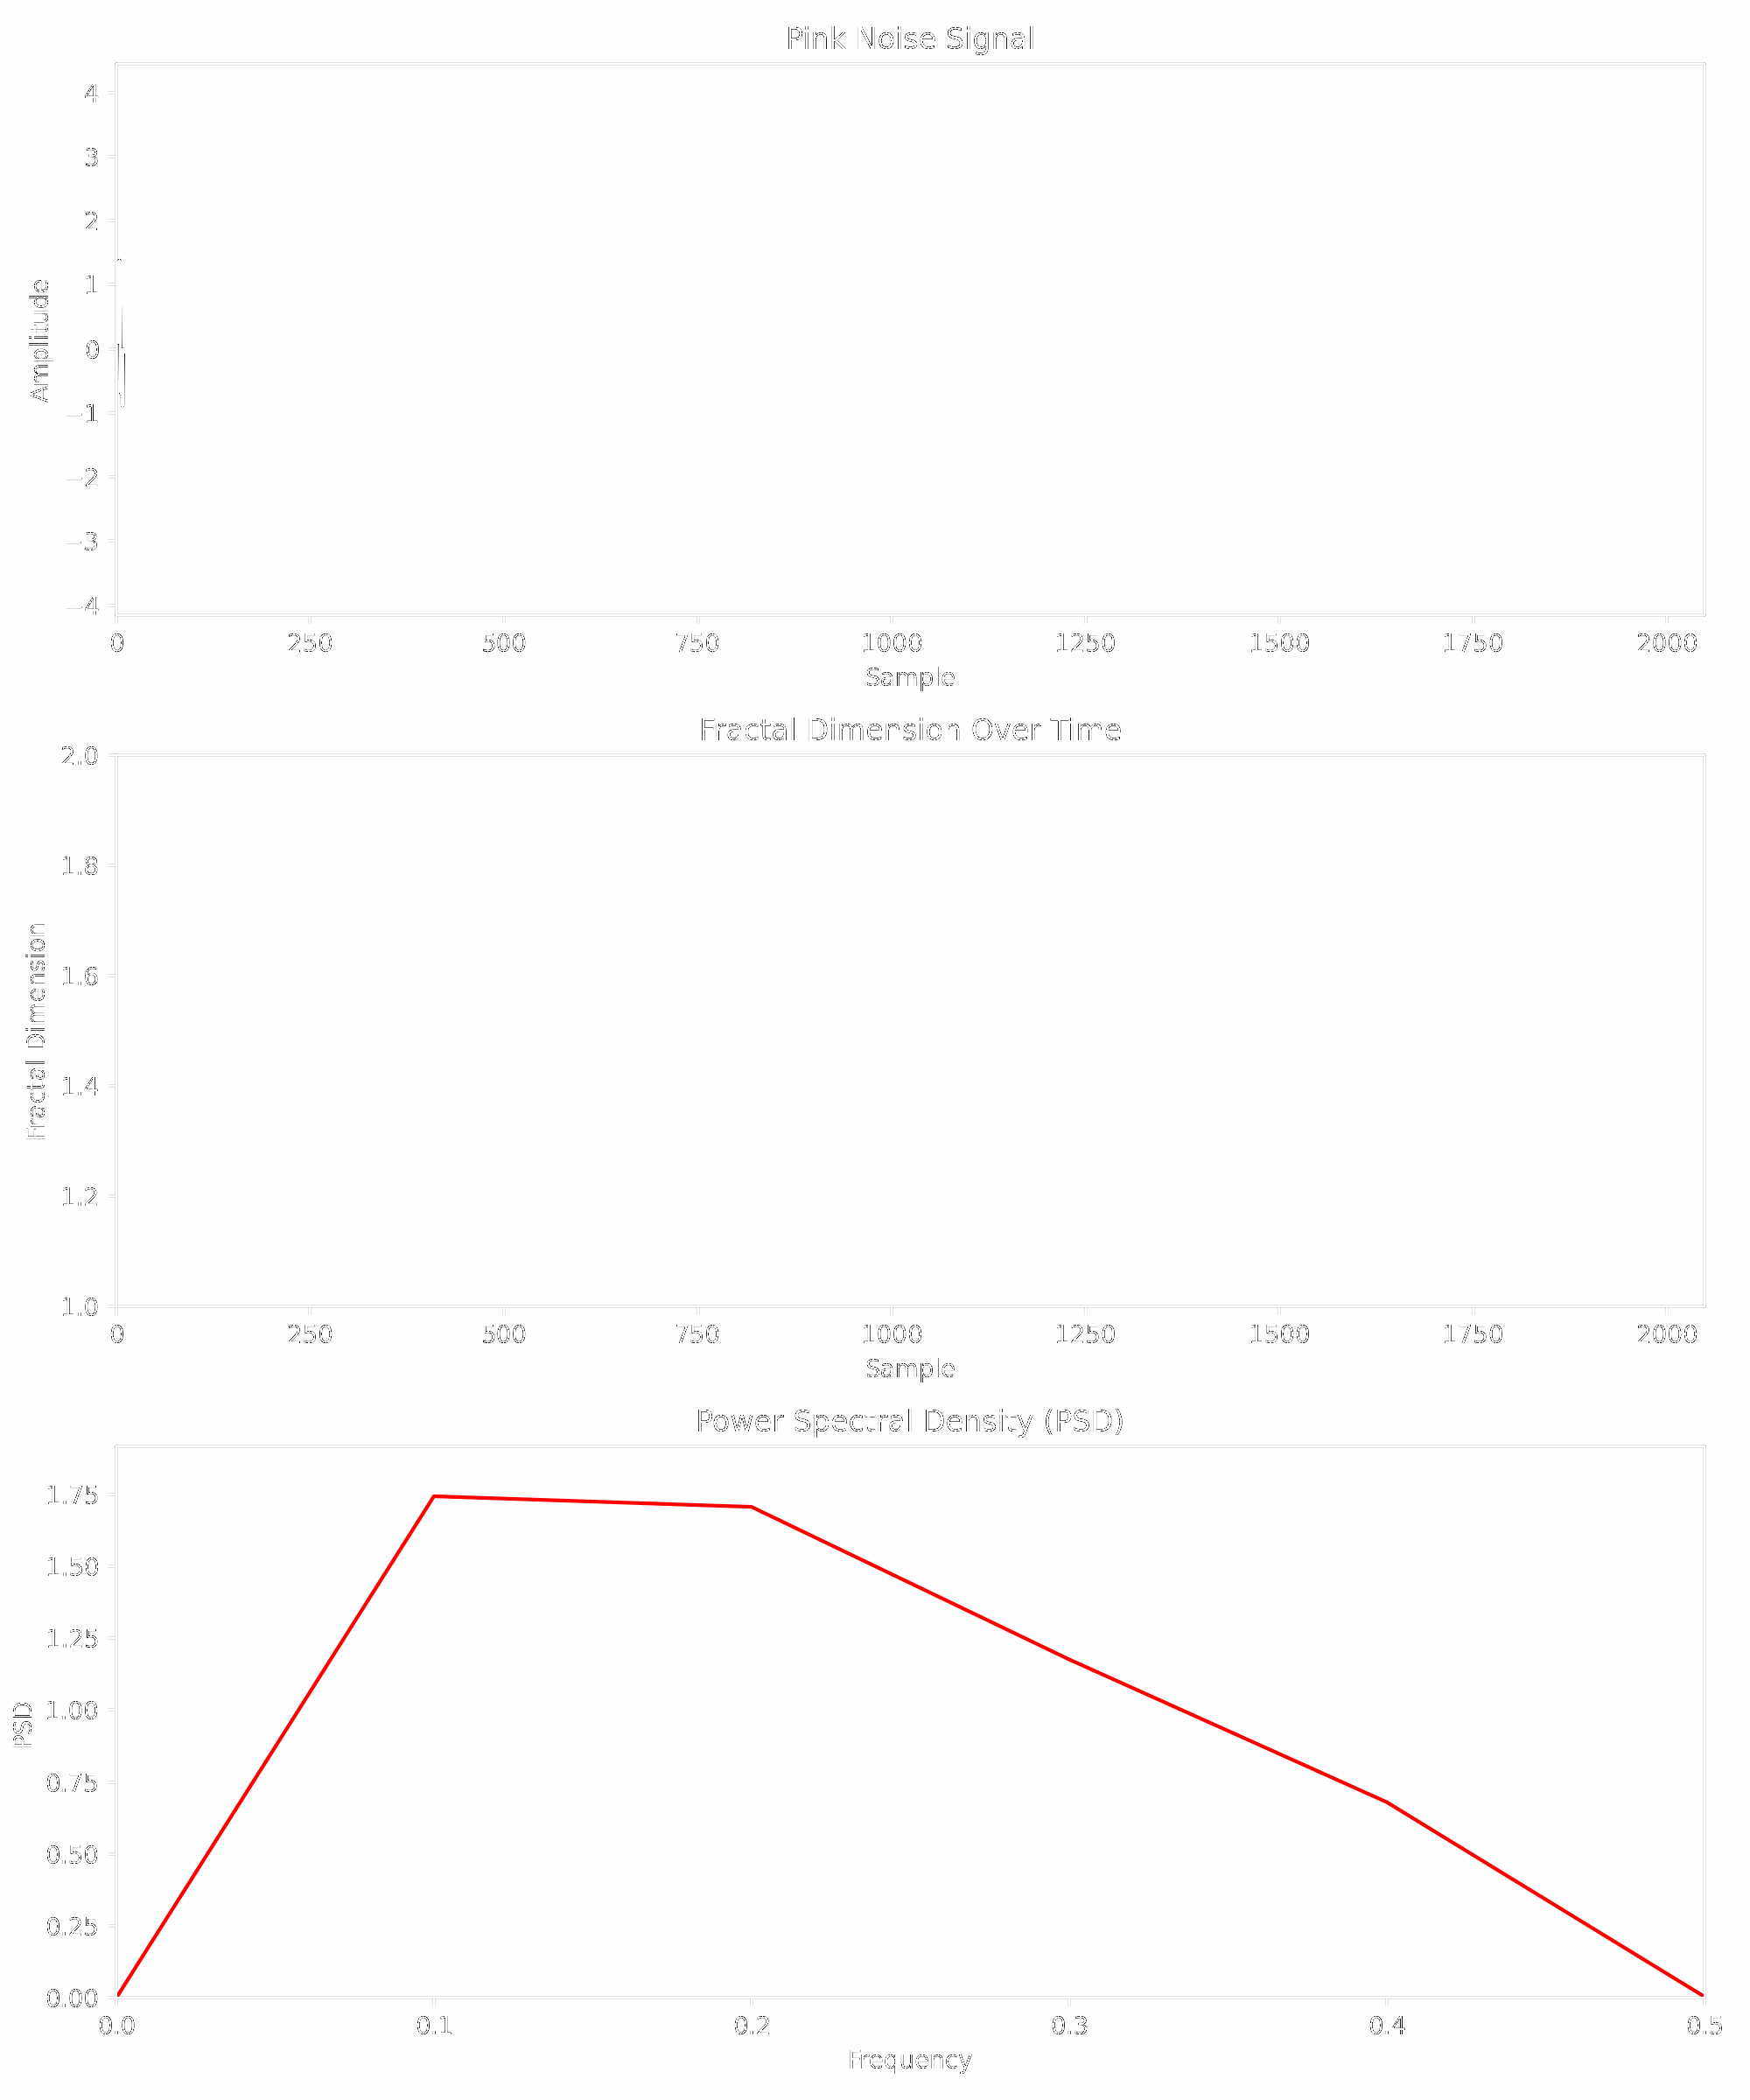 Pink Noise Signal
4
3
2
1
0
−1
−2
−3
−4
Amplitude
0 250 500 750 1000 1250 1500 1750 2000
Sample
Fractal Dimension Over Time
2.0
1.8
1.6
1.4
1.2
1.0
Fractal Dimension
0 250 500 750 1000 1250 1500 1750 2000
Sample
Power Spectral Density (PSD)
1.75
1.50
1.25
1.00
0.75
0.50
0.25
0.00
PSD
0.0 0.1 0.2 0.3 0.4 0.5
Frequency